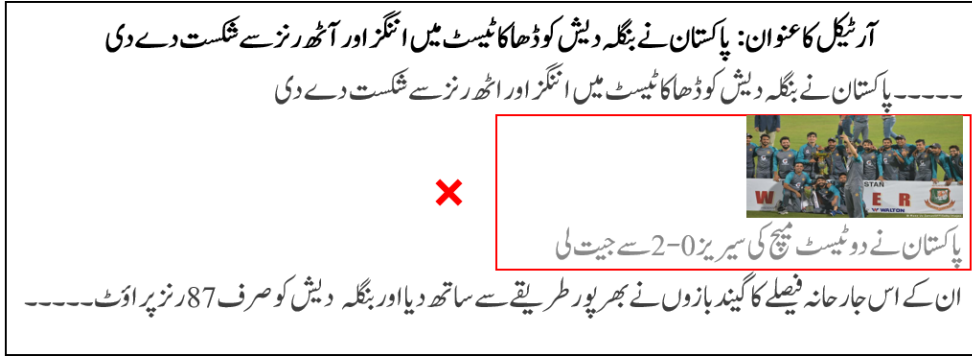 آرٹیکل کا عنوان: پاکستان نے بنگلہ دیش کو ڈھاکا ٹیسٹ میں اننگز اور آٹھ رنز سے شکست دے دی
۔۔۔۔۔ پاکستان نے بنگلہ دیش کو ڈھاکا ٹیسٹ میں اننگز اور اٹھ رنز سے شکست دے دی
STAN
W E R
WALTON
پاکستان نے دو ٹیسٹ میچ کی سیریز 0-2 سے جیت لی
ان کے اس جارحانہ فیصلے کا گیند بازوں نے بھرپور طریقے سے ساتھ دیا اور بنگلہ دیش کو صرف 87 رنز پر اؤٹ۔۔۔۔۔